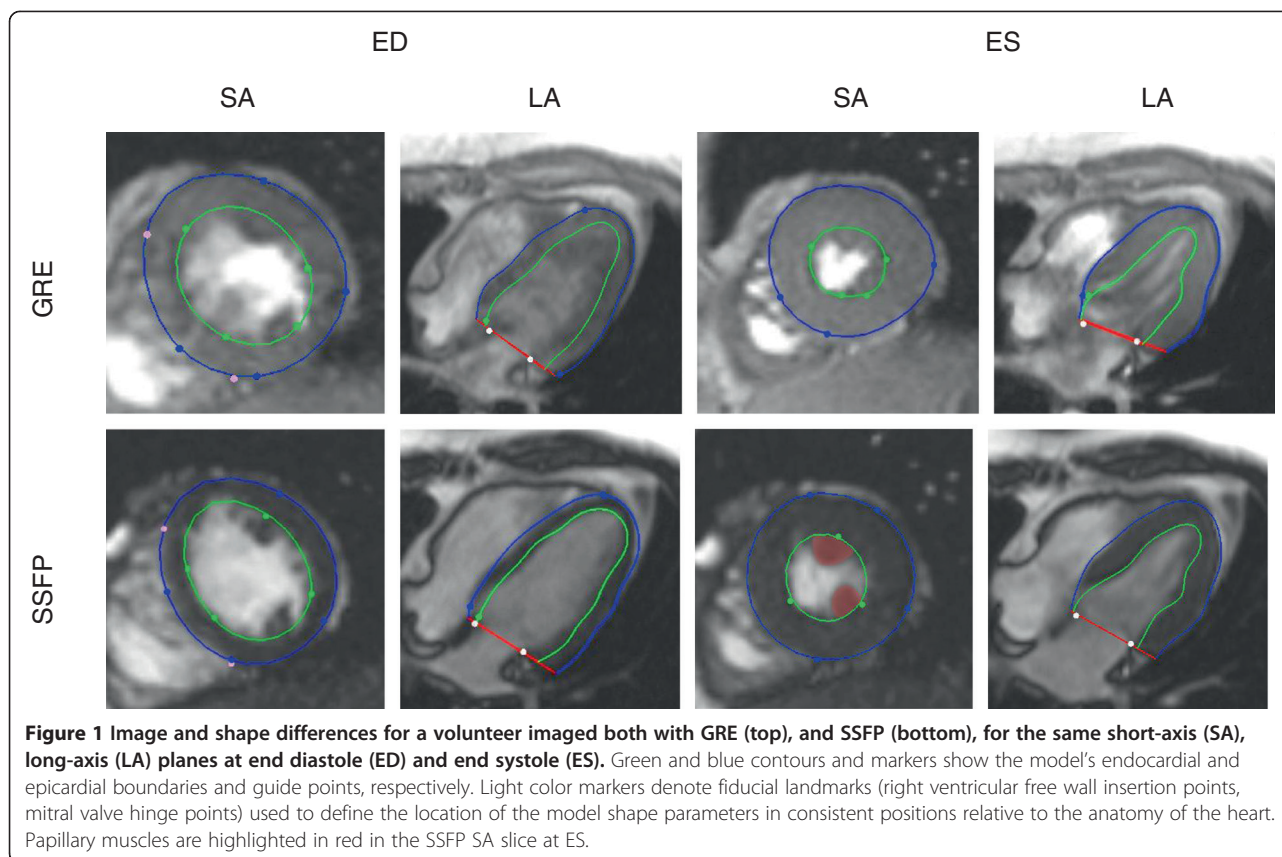 ED ES
SA LA SA LA
GRE
SSFP
Figure 1 Image and shape differences for a volunteer imaged both with GRE (top), and SSFP (bottom), for the same short-axis (SA),
long-axis (LA) planes at end diastole (ED) and end systole (ES). Green and blue contours and markers show the model's endocardial and
epicardial boundaries and guide points, respectively. Light color markers denote fiducial landmarks (right ventricular free wall insertion points,
mitral valve hinge points) used to define the location of the model shape parameters in consistent positions relative to the anatomy of the heart.
Papillary muscles are highlighted in red in the SSFP SA slice at ES.